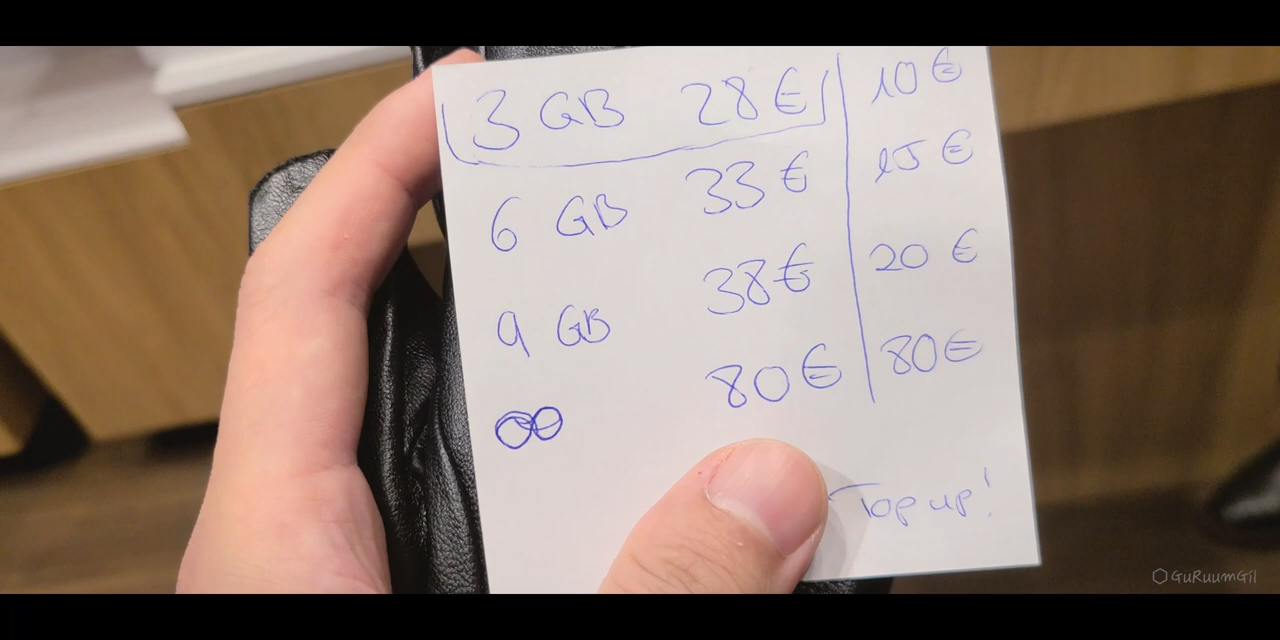 3 GB 28 € 10 €
6 GB 33 € 15 €
9 GB 38 € 20 €
∞ 80 € 80 €
Top up!
GuRuumGil